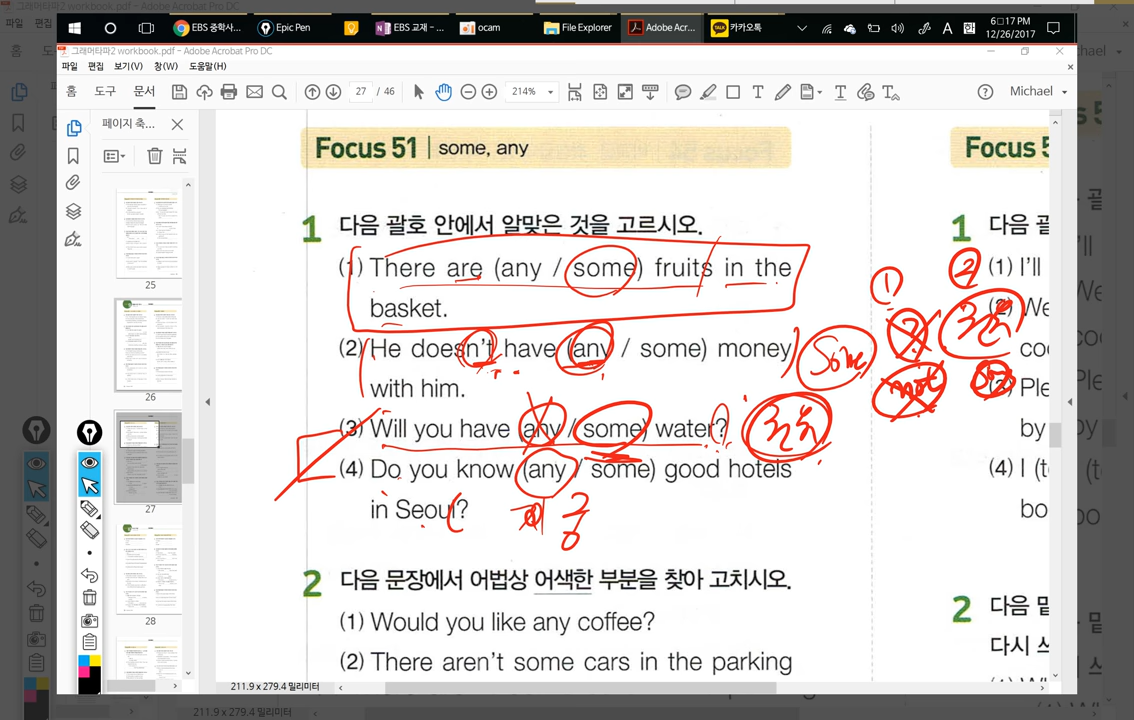 EBS 중학사...
Epic Pen
EBS 교재 = ...
ocam
File Explorer
Adobe Acr...
카카오톡
A
한
6:17 PM
12/26/2017
그래머타파2 workbook.pdf - Adobe Acrobat Pro DC
파일 편집 보기(V) 창(W) 도움말(H)
홈 도구 문서
27 / 46
214%
Michael
페이지 축...
25
26
27
28
Focus 51 some, any
1 다음 괄호 안에서 알맞은 것을 고르시오.
(1) There are (any / some) fruits in the
basket.
(2) He doesn't have (any / some) money
with him.
(3) Will you have (any / some) water?
(4) Do you know (any / some) good hotels
in Seoul?
Some
not
긍
2 다음 문장에서 어법상 어색한 부분을 찾아 고치시오.
(1) Would you like any coffee?
(2) There aren't some cars in the parking
Focus 5
1 다음 괄
① ②
(1) I'll
(2) We
co
(3) Ple
by
(4) I (t
bo
2 다음 밑
다시 쓰
211.9 x 279.4 밀리미터